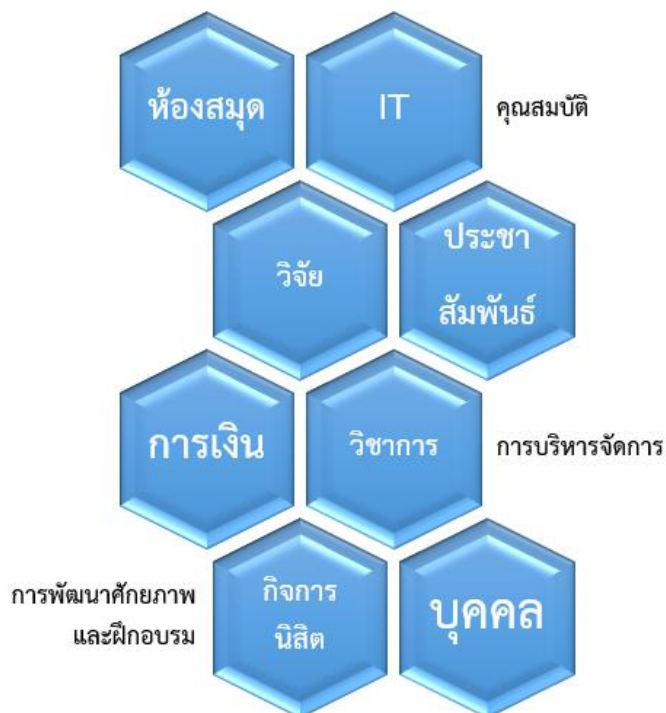 ห้องสมุด
IT
คุณสมบัติ
วิจัย
ประชา
สัมพันธ์
การเงิน
วิชาการ
การบริหารจัดการ
การพัฒนาศักยภาพ
และฝึกอบรม
กิจการ
นิสิต
บุคคล